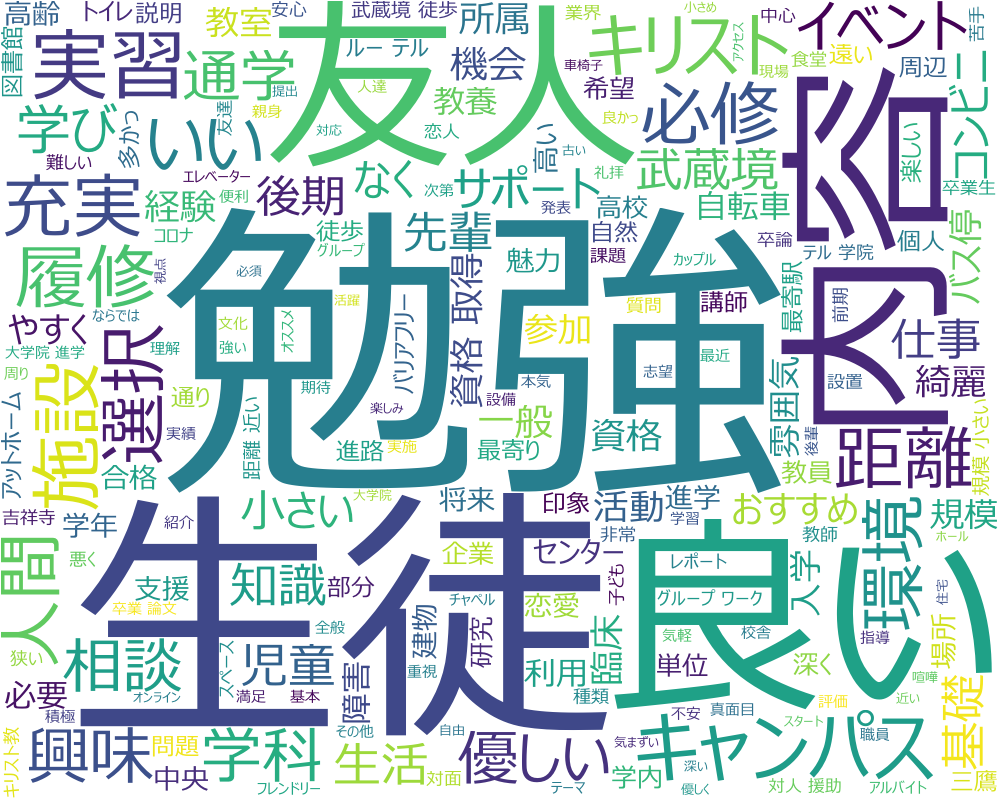 高齢
トイレ
説明
教室
安心
武蔵境 徒歩
所属
業界
中心
小さめ
アクセス
イベント
苦手
図書館
実習
通学
ルー テル
友人
機会
車椅子
キリスト
現場
食堂
遠い
周辺
コンビニ
学び
多かっ
友達
親身
提出
人達
教養
希望
良かっ
必修
内容
楽しい
難しい
いい
対応
恋人
高い
古い
礼拝
武蔵境
卒業生
充実
エレベーター
経験
便利
後期
なく
次第
サポート
自転車
コロナ
徒歩
グループ
先輩
発表
高校
自然
課題
卒論
テル 学院
個人
バス停
履修
視点
必須
勉強
魅力
カップル
最寄駅
前期
ならでは
活躍
バリアフリー
資格 取得
質問
講師
やすく
選択
文化
強い
オススメ
参加
最近
仕事
大学院 進学
理解
期待
本気
志望
雰囲気
設置
綺麗
周り
施設
通り
距離 近い
楽しみ
設備
一般
資格
後輩
距離
アットホーム
実績
進路
実施
最寄り
教員
規模 小さい
合格
大学院
将来
印象
活動
進学
おすすめ
環境
規模
吉祥寺
学年
紹介
小さい
非常
学習
教師
ホール
人間
悪く
支援
生徒
知識
部分
企業
センター
子ども
レポート
良い
入学
卒業 論文
チャペル
恋愛
グループ ワーク
住宅
狭い
相談
全般
建物
研究
臨床
気軽
校舎
指導
場所
必要
オンライン
スペース
児童
満足
基本
障害
重視
利用
種類
単位
深く
喧嘩
近い
基礎
積極
その他
自由
不安
真面目
評価
スタート
職員
キリスト教
興味
問題
学科
生活
対面
優しい
気まずい
キャンパス
中央
フレンドリー
テーマ
学内
深い
優しく
対人 援助
アルバイト
三鷹